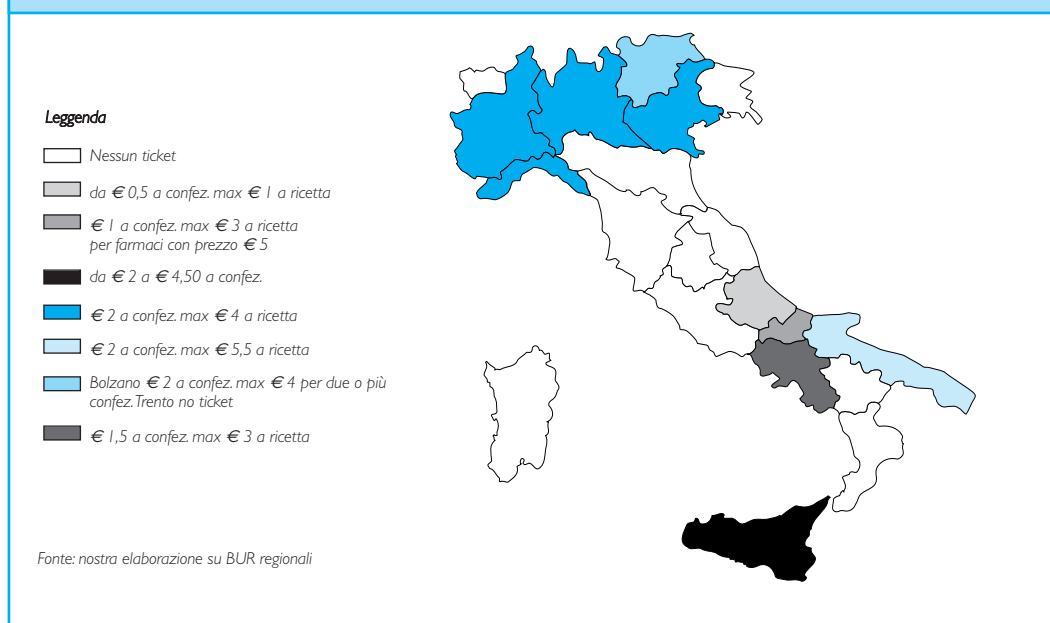 Leggenda
Nessun ticket
da € 0,5 a confez. max € 1 a ricetta
€ 1 a confez. max € 3 a ricetta
per farmaci con prezzo € 5
da € 2 a € 4,50 a confez.
€ 2 a confez. max € 4 a ricetta
€ 2 a confez. max € 5,5 a ricetta
Bolzano € 2 a confez. max € 4 per due o più
confez. Trento no ticket
€ 1,5 a confez. max € 3 a ricetta
Fonte: nostra elaborazione su BUR regionali